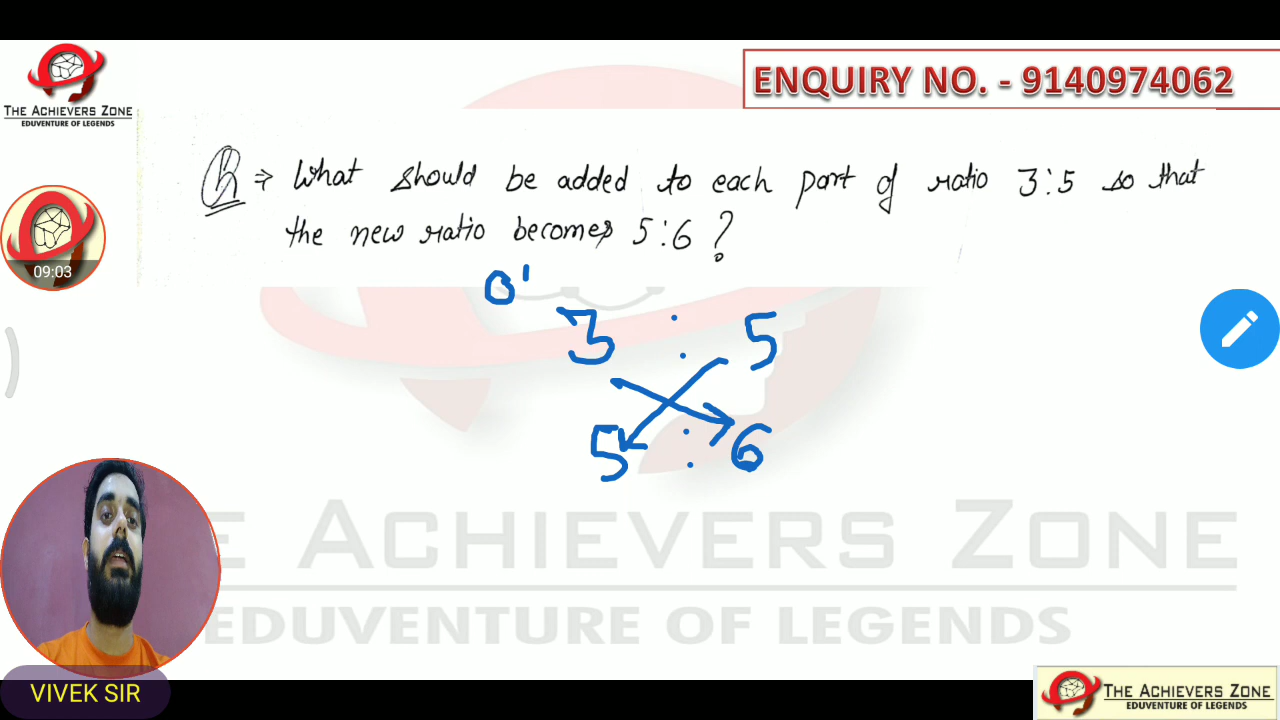 ENQUIRY NO. - 9140974062
THE ACHIEVERS ZONE
EDUVENTURE OF LEGENDS
Q ⇒ What should be added to each part of ratio 3:5 so that
the new ratio becomes 5:6 ?
09:03
0'
3 : 5
5 : 6
THE ACHIEVERS ZONE
EDUVENTURE OF LEGENDS
VIVEK SIR
THE ACHIEVERS ZONE
EDUVENTURE OF LEGENDS